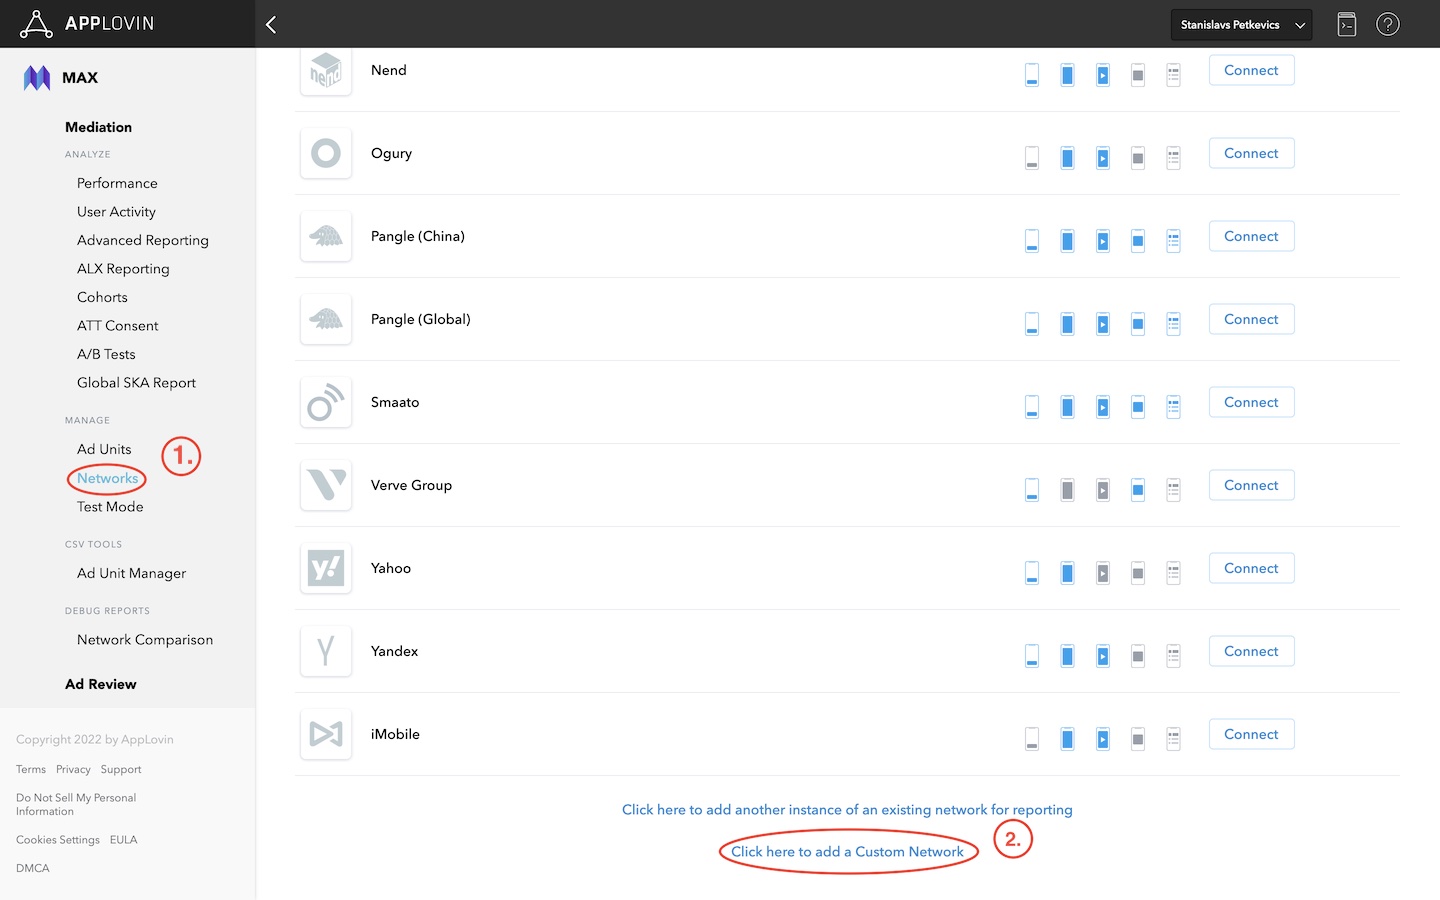 APPLOVIN
Stanislavs Petkevics
MAX
Mediation
ANALYZE
Performance
User Activity
Advanced Reporting
ALX Reporting
Cohorts
ATT Consent
A/B Tests
Global SKA Report
MANAGE
Ad Units
1.
Networks
Test Mode
CSV TOOLS
Ad Unit Manager
DEBUG REPORTS
Network Comparison
Ad Review
Copyright 2022 by AppLovin
Terms Privacy Support
Do Not Sell My Personal
Information
Cookies Settings EULA
DMCA
nend
Nend
Connect
Ogury
Connect
Pangle (China)
Connect
Pangle (Global)
Connect
Smaato
Connect
Verve Group
Connect
y!
Yahoo
Connect
Y
Yandex
Connect
iMobile
Connect
Click here to add another instance of an existing network for reporting
Click here to add a Custom Network
2.